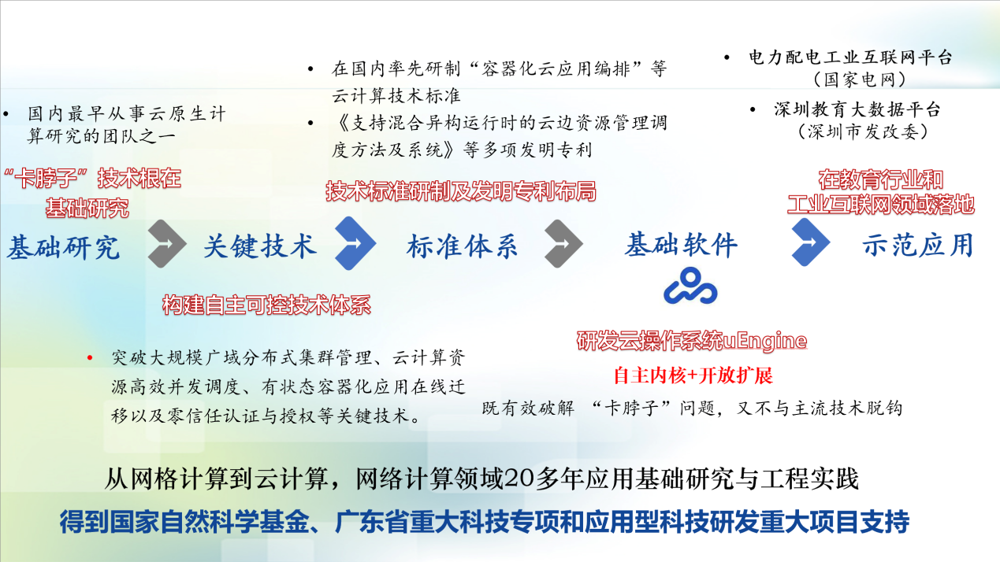 • 国内最早从事云原生计
算研究的团队之一
• 在国内率先研制“容器化云应用编排”等
云计算技术标准
• 《支持混合异构运行时的云边资源管理调
度方法及系统》等多项发明专利
• 电力配电工业互联网平台
（国家电网）
• 深圳教育大数据平台
（深圳市发改委）
“卡脖子”技术根在
基础研究
技术标准研制及发明专利布局
在教育行业和
工业互联网领域落地
基础研究
关键技术
标准体系
基础软件
示范应用
构建自主可控技术体系
• 突破大规模广域分布式集群管理、云计算资
源高效并发调度、有状态容器化应用在线迁
移以及零信任认证与授权等关键技术。
研发云操作系统uEngine
自主内核+开放扩展
既有效破解 “卡脖子”问题，又不与主流技术脱钩
从网格计算到云计算，网络计算领域20多年应用基础研究与工程实践
得到国家自然科学基金、广东省重大科技专项和应用型科技研发重大项目支持